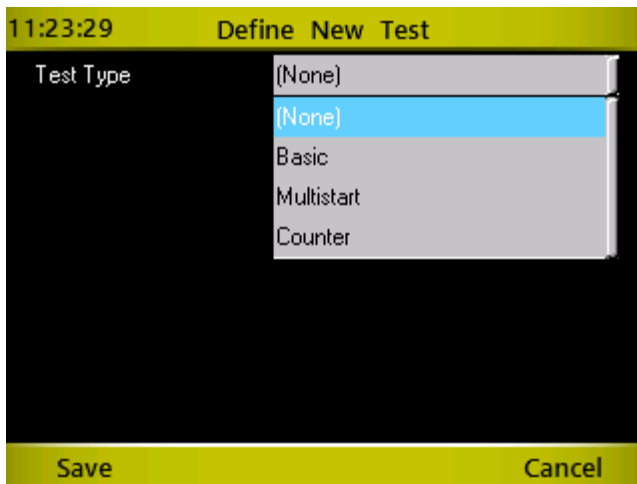 11:23:29 Define New Test
Test Type (None)
(None)
Basic
Multistart
Counter
Save Cancel